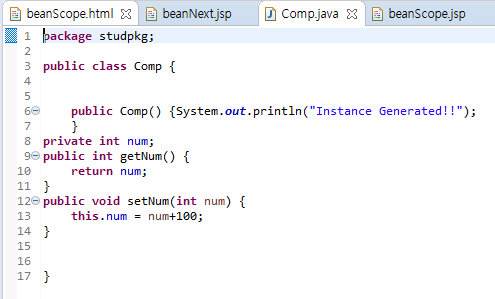 beanScope.html beanNext.jsp Comp.java beanScope.jsp
1 package studpkg;
2
3 public class Comp {
4
5
6 public Comp() {System.out.println("Instance Generated!!");
7 }
8 private int num;
9 public int getNum() {
10 return num;
11 }
12 public void setNum(int num) {
13 this.num = num+100;
14 }
15
16
17 }